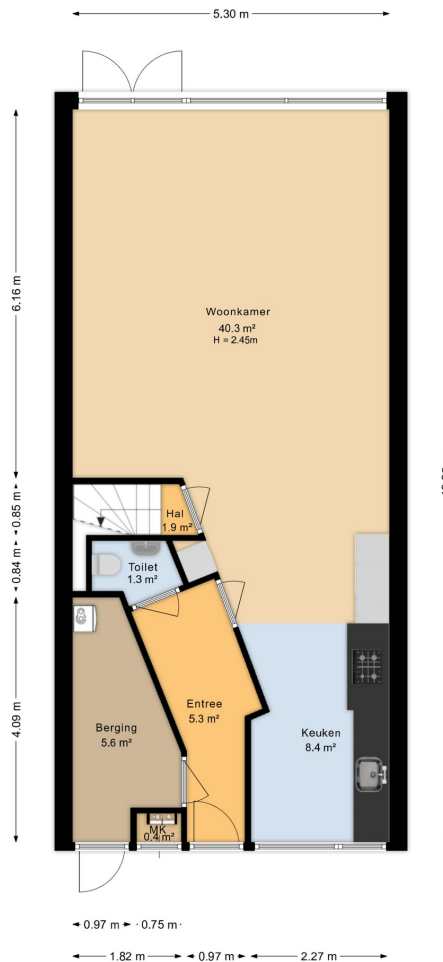 5.30 m
6.16 m
Woonkamer
40.3 m²
H = 2.45m
0.85 m
Hal
1.9 m²
0.84 m
Toilet
1.3 m²
4.09 m
Entree
5.3 m²
Berging
5.6 m²
Keuken
8.4 m²
MK
0.4 m²
0.97 m
0.75 m
1.82 m
0.97 m
2.27 m